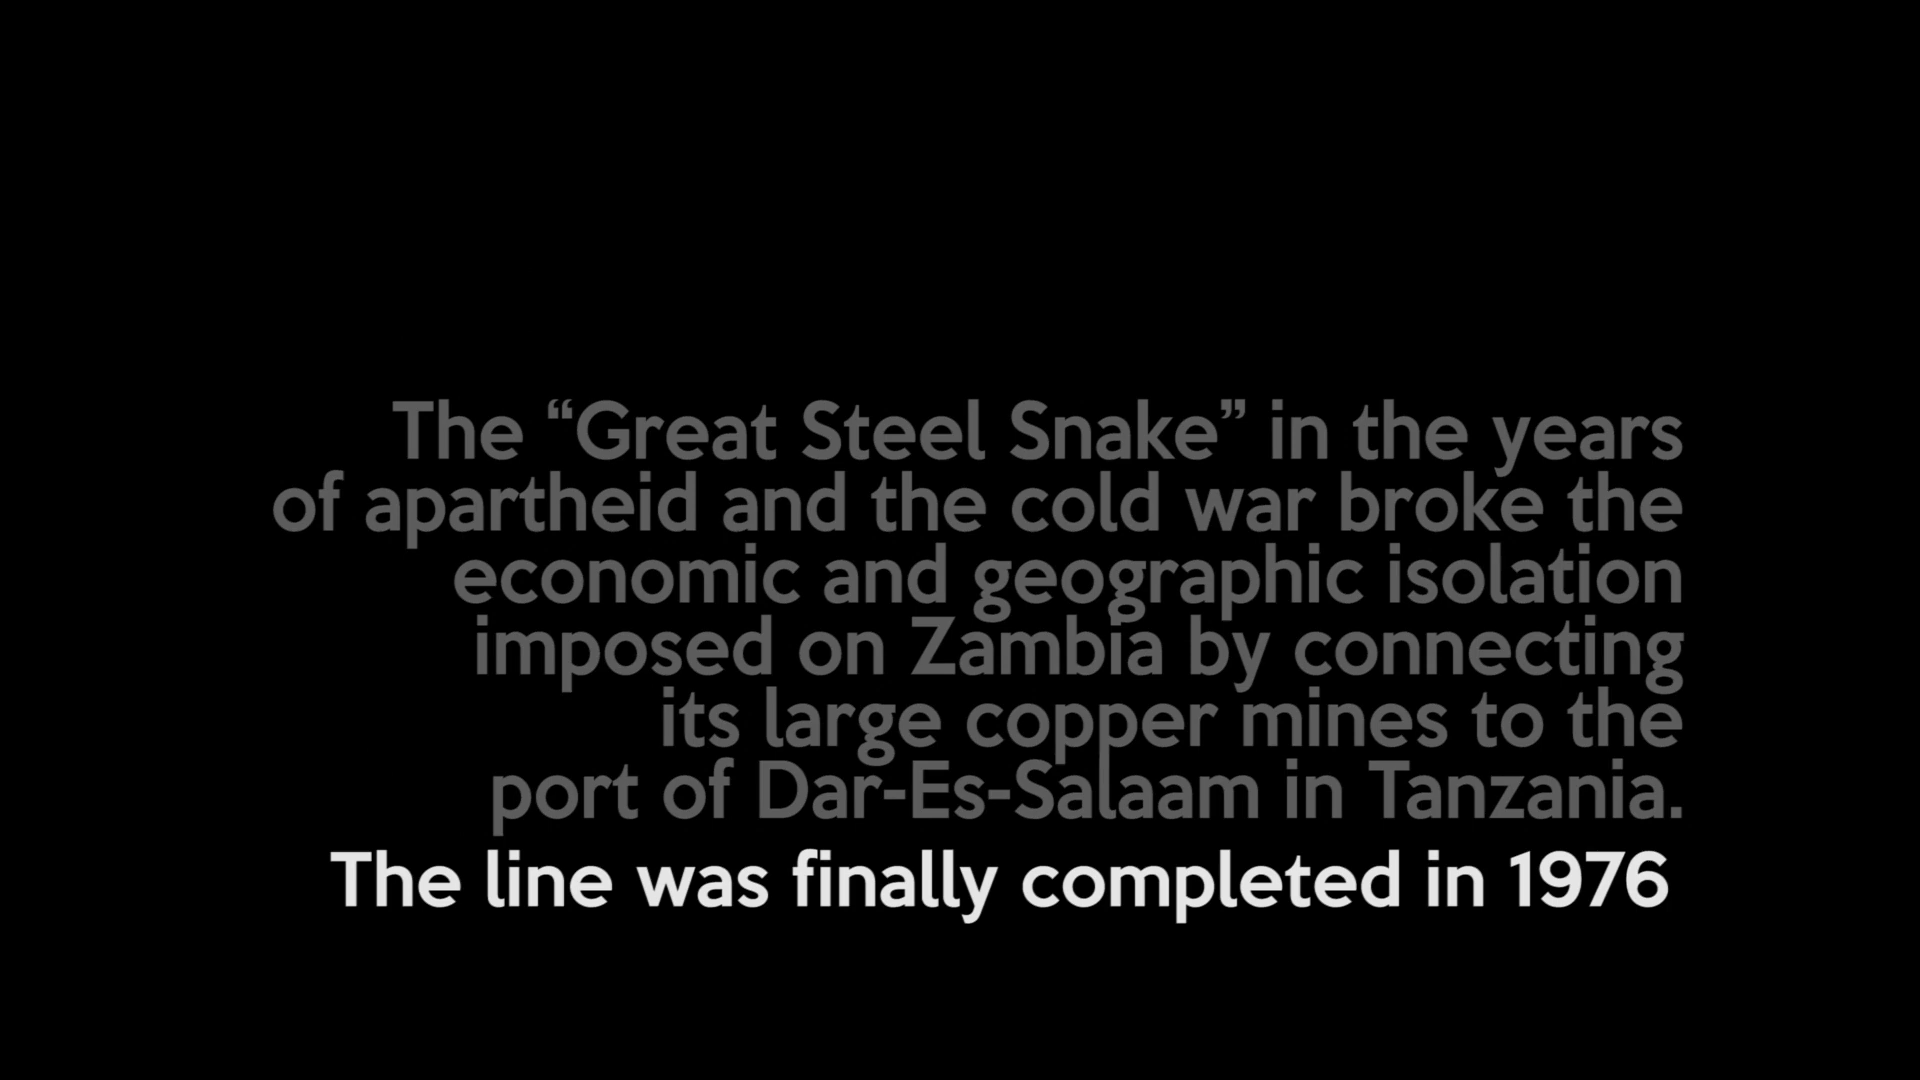 The “Great Steel Snake” in the years
of apartheid and the cold war broke the
economic and geographic isolation
imposed on Zambia by connecting
its large copper mines to the
port of Dar-Es-Salaam in Tanzania.
The line was finally completed in 1976